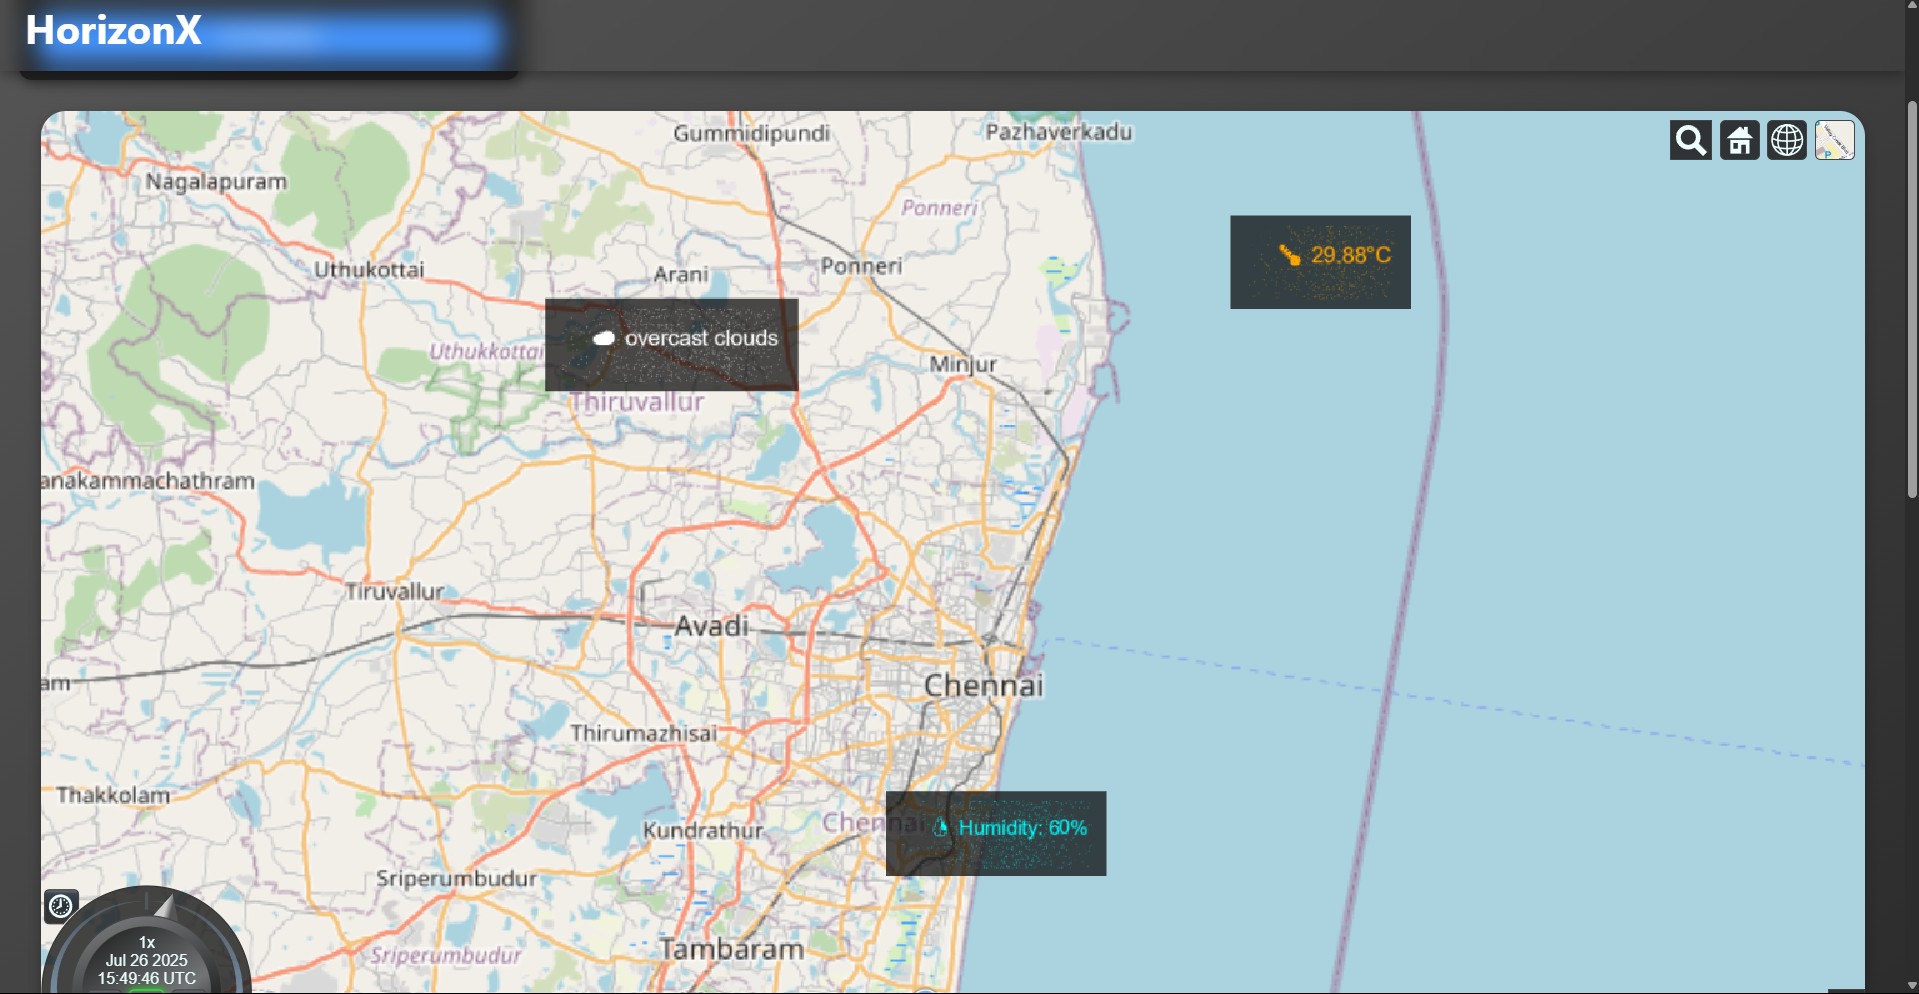 HorizonX
Gummidipundi
Pazhaverkadu
Nagalapuram
Ponneri
Uthukottai
Arani
Ponneri
29.88°C
overcast clouds
Uthukkottai
Minjur
Thiruvallur
anakammachathram
Tiruvallur
Avadi
am
Chennai
Thirumazhisai
Thakkolam
Kundrathur
Chennai
Humidity: 60%
Sriperumbudur
1x
Jul 26 2025
15:49:46 UTC
Sriperumbudur
Tambaram